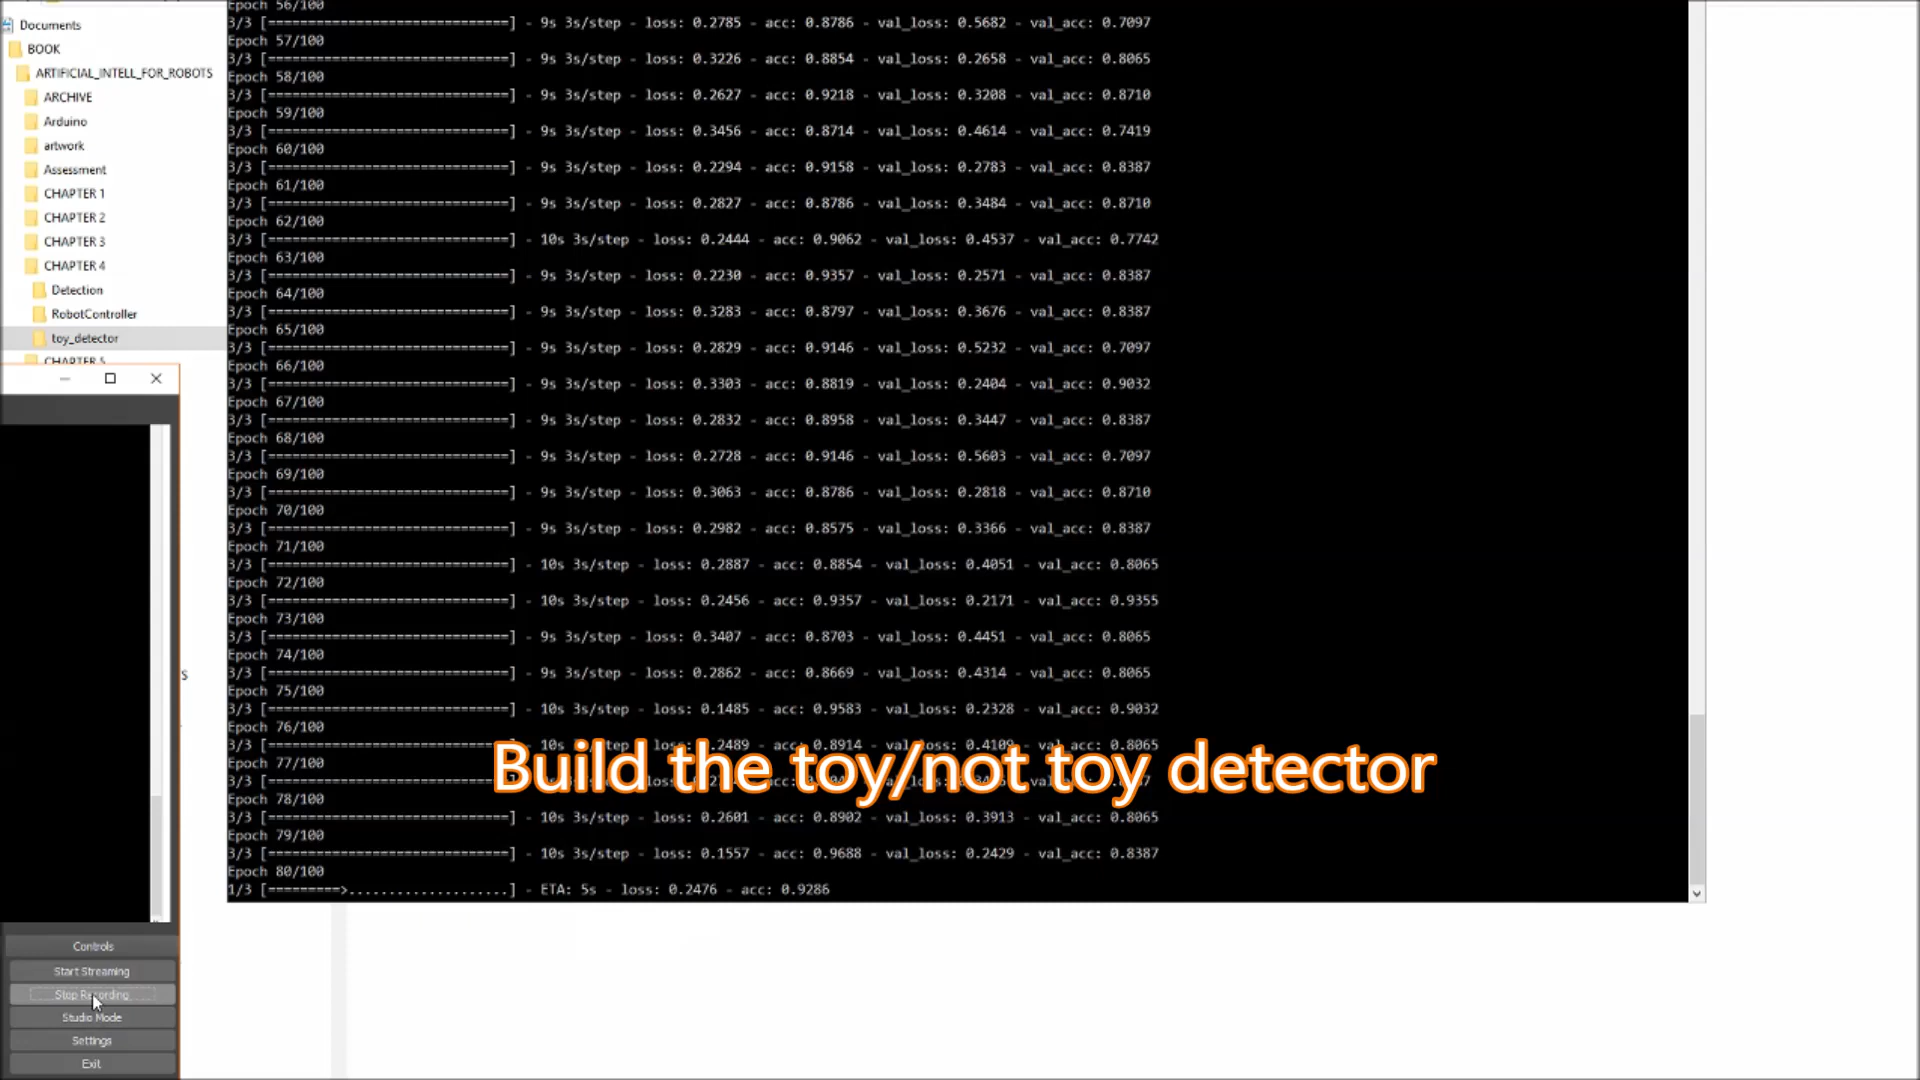 Documents
BOOK
ARTIFICIAL_INTELL_FOR_ROBOTS
ARCHIVE
Arduino
artwork
Assessment
CHAPTER 1
CHAPTER 2
CHAPTER 3
CHAPTER 4
Detection
RobotController
toy_detector
CHAPTER 5
Epoch 56/100
3/3 [==============================] - 9s 3s/step - loss: 0.2785 - acc: 0.8786 - val_loss: 0.5682 - val_acc: 0.7097
Epoch 57/100
3/3 [==============================] - 9s 3s/step - loss: 0.3226 - acc: 0.8854 - val_loss: 0.2658 - val_acc: 0.8065
Epoch 58/100
3/3 [==============================] - 9s 3s/step - loss: 0.2627 - acc: 0.9218 - val_loss: 0.3208 - val_acc: 0.8710
Epoch 59/100
3/3 [==============================] - 9s 3s/step - loss: 0.3456 - acc: 0.8714 - val_loss: 0.4614 - val_acc: 0.7419
Epoch 60/100
3/3 [==============================] - 9s 3s/step - loss: 0.2294 - acc: 0.9158 - val_loss: 0.2783 - val_acc: 0.8387
Epoch 61/100
3/3 [==============================] - 9s 3s/step - loss: 0.2827 - acc: 0.8786 - val_loss: 0.3484 - val_acc: 0.8710
Epoch 62/100
3/3 [==============================] - 10s 3s/step - loss: 0.2444 - acc: 0.9062 - val_loss: 0.4537 - val_acc: 0.7742
Epoch 63/100
3/3 [==============================] - 9s 3s/step - loss: 0.2230 - acc: 0.9357 - val_loss: 0.2571 - val_acc: 0.8387
Epoch 64/100
3/3 [==============================] - 9s 3s/step - loss: 0.3283 - acc: 0.8797 - val_loss: 0.3676 - val_acc: 0.8387
Epoch 65/100
3/3 [==============================] - 9s 3s/step - loss: 0.2829 - acc: 0.9146 - val_loss: 0.5232 - val_acc: 0.7097
Epoch 66/100
3/3 [==============================] - 9s 3s/step - loss: 0.3303 - acc: 0.8819 - val_loss: 0.2404 - val_acc: 0.9032
Epoch 67/100
3/3 [==============================] - 9s 3s/step - loss: 0.2832 - acc: 0.8958 - val_loss: 0.3447 - val_acc: 0.8387
Epoch 68/100
3/3 [==============================] - 9s 3s/step - loss: 0.2728 - acc: 0.9146 - val_loss: 0.5603 - val_acc: 0.7097
Epoch 69/100
3/3 [==============================] - 9s 3s/step - loss: 0.3063 - acc: 0.8786 - val_loss: 0.2818 - val_acc: 0.8710
Epoch 70/100
3/3 [==============================] - 9s 3s/step - loss: 0.2982 - acc: 0.8575 - val_loss: 0.3366 - val_acc: 0.8387
Epoch 71/100
3/3 [==============================] - 10s 3s/step - loss: 0.2887 - acc: 0.8854 - val_loss: 0.4051 - val_acc: 0.8065
Epoch 72/100
3/3 [==============================] - 10s 3s/step - loss: 0.2456 - acc: 0.9357 - val_loss: 0.2171 - val_acc: 0.9355
Epoch 73/100
3/3 [==============================] - 9s 3s/step - loss: 0.3407 - acc: 0.8703 - val_loss: 0.4451 - val_acc: 0.8065
Epoch 74/100
3/3 [==============================] - 9s 3s/step - loss: 0.2862 - acc: 0.8669 - val_loss: 0.4314 - val_acc: 0.8065
Epoch 75/100
3/3 [==============================] - 10s 3s/step - loss: 0.1485 - acc: 0.9583 - val_loss: 0.2328 - val_acc: 0.9032
Epoch 76/100
3/3 [==============================] - 10s 3s/step - loss: 0.2489 - acc: 0.8914 - val_loss: 0.4109 - val_acc: 0.8065
Epoch 77/100
3/3 [==============================]
Build the toy/not toy detector
Epoch 78/100
3/3 [==============================] - 10s 3s/step - loss: 0.2601 - acc: 0.8902 - val_loss: 0.3913 - val_acc: 0.8065
Epoch 79/100
3/3 [==============================] - 10s 3s/step - loss: 0.1557 - acc: 0.9688 - val_loss: 0.2429 - val_acc: 0.8387
Epoch 80/100
1/3 [=========>....................] - ETA: 5s - loss: 0.2476 - acc: 0.9286
Controls
Start Streaming
Stop Recording
Studio Mode
Settings
Exit